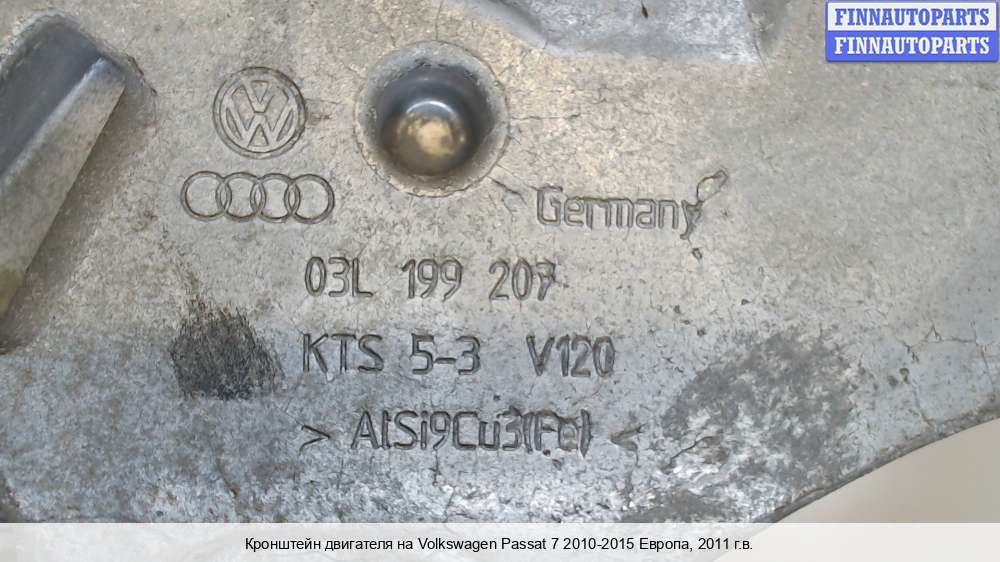 FINNAUTOPARTS
FINNAUTOPARTS
Germany
03L 199 207
KTS 5-3 V120
> AlSi9Cu3(Fe) <
Кронштейн двигателя на Volkswagen Passat 7 2010-2015 Европа, 2011 г.в.